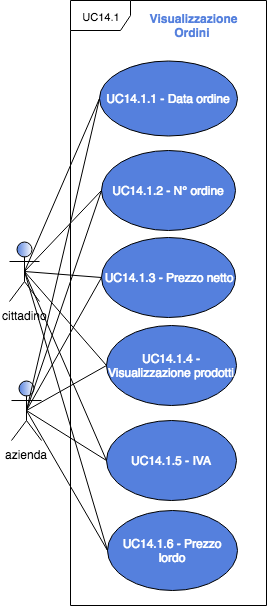 UC14.1
Visualizzazione
Ordini
UC14.1.1 - Data ordine
UC14.1.2 - N° ordine
UC14.1.3 - Prezzo netto
cittadino
UC14.1.4 -
Visualizzazione prodotti
azienda
UC14.1.5 - IVA
UC14.1.6 - Prezzo
lordo